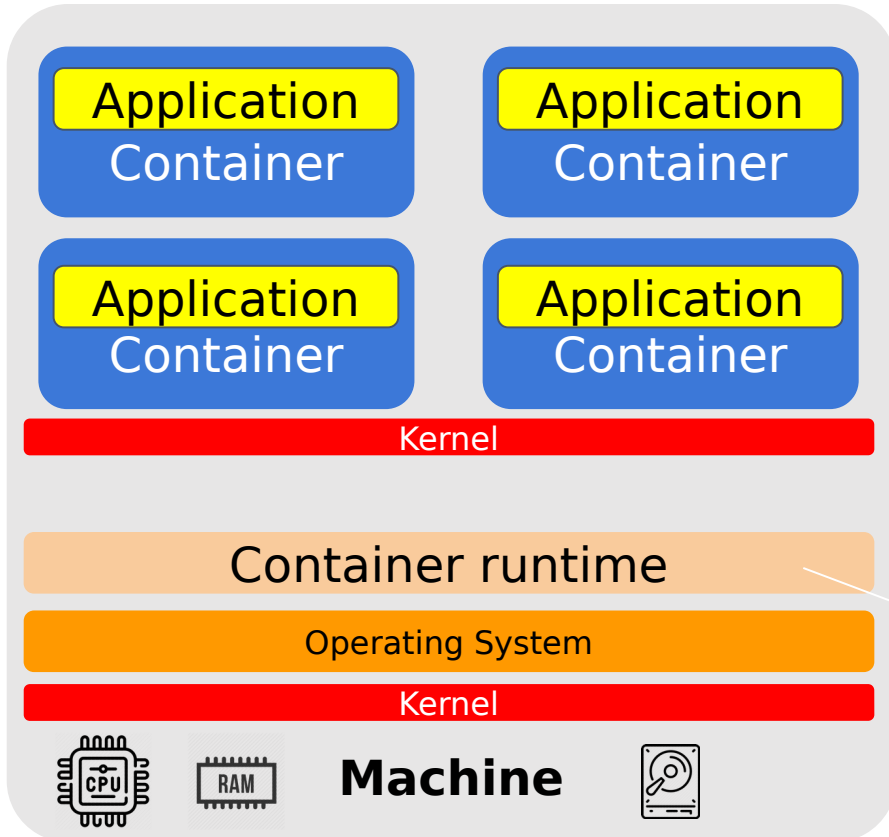 Application
Container
Application
Container
Application
Container
Application
Container
Kernel
Container runtime
Operating System
Kernel
CPU
RAM
Machine